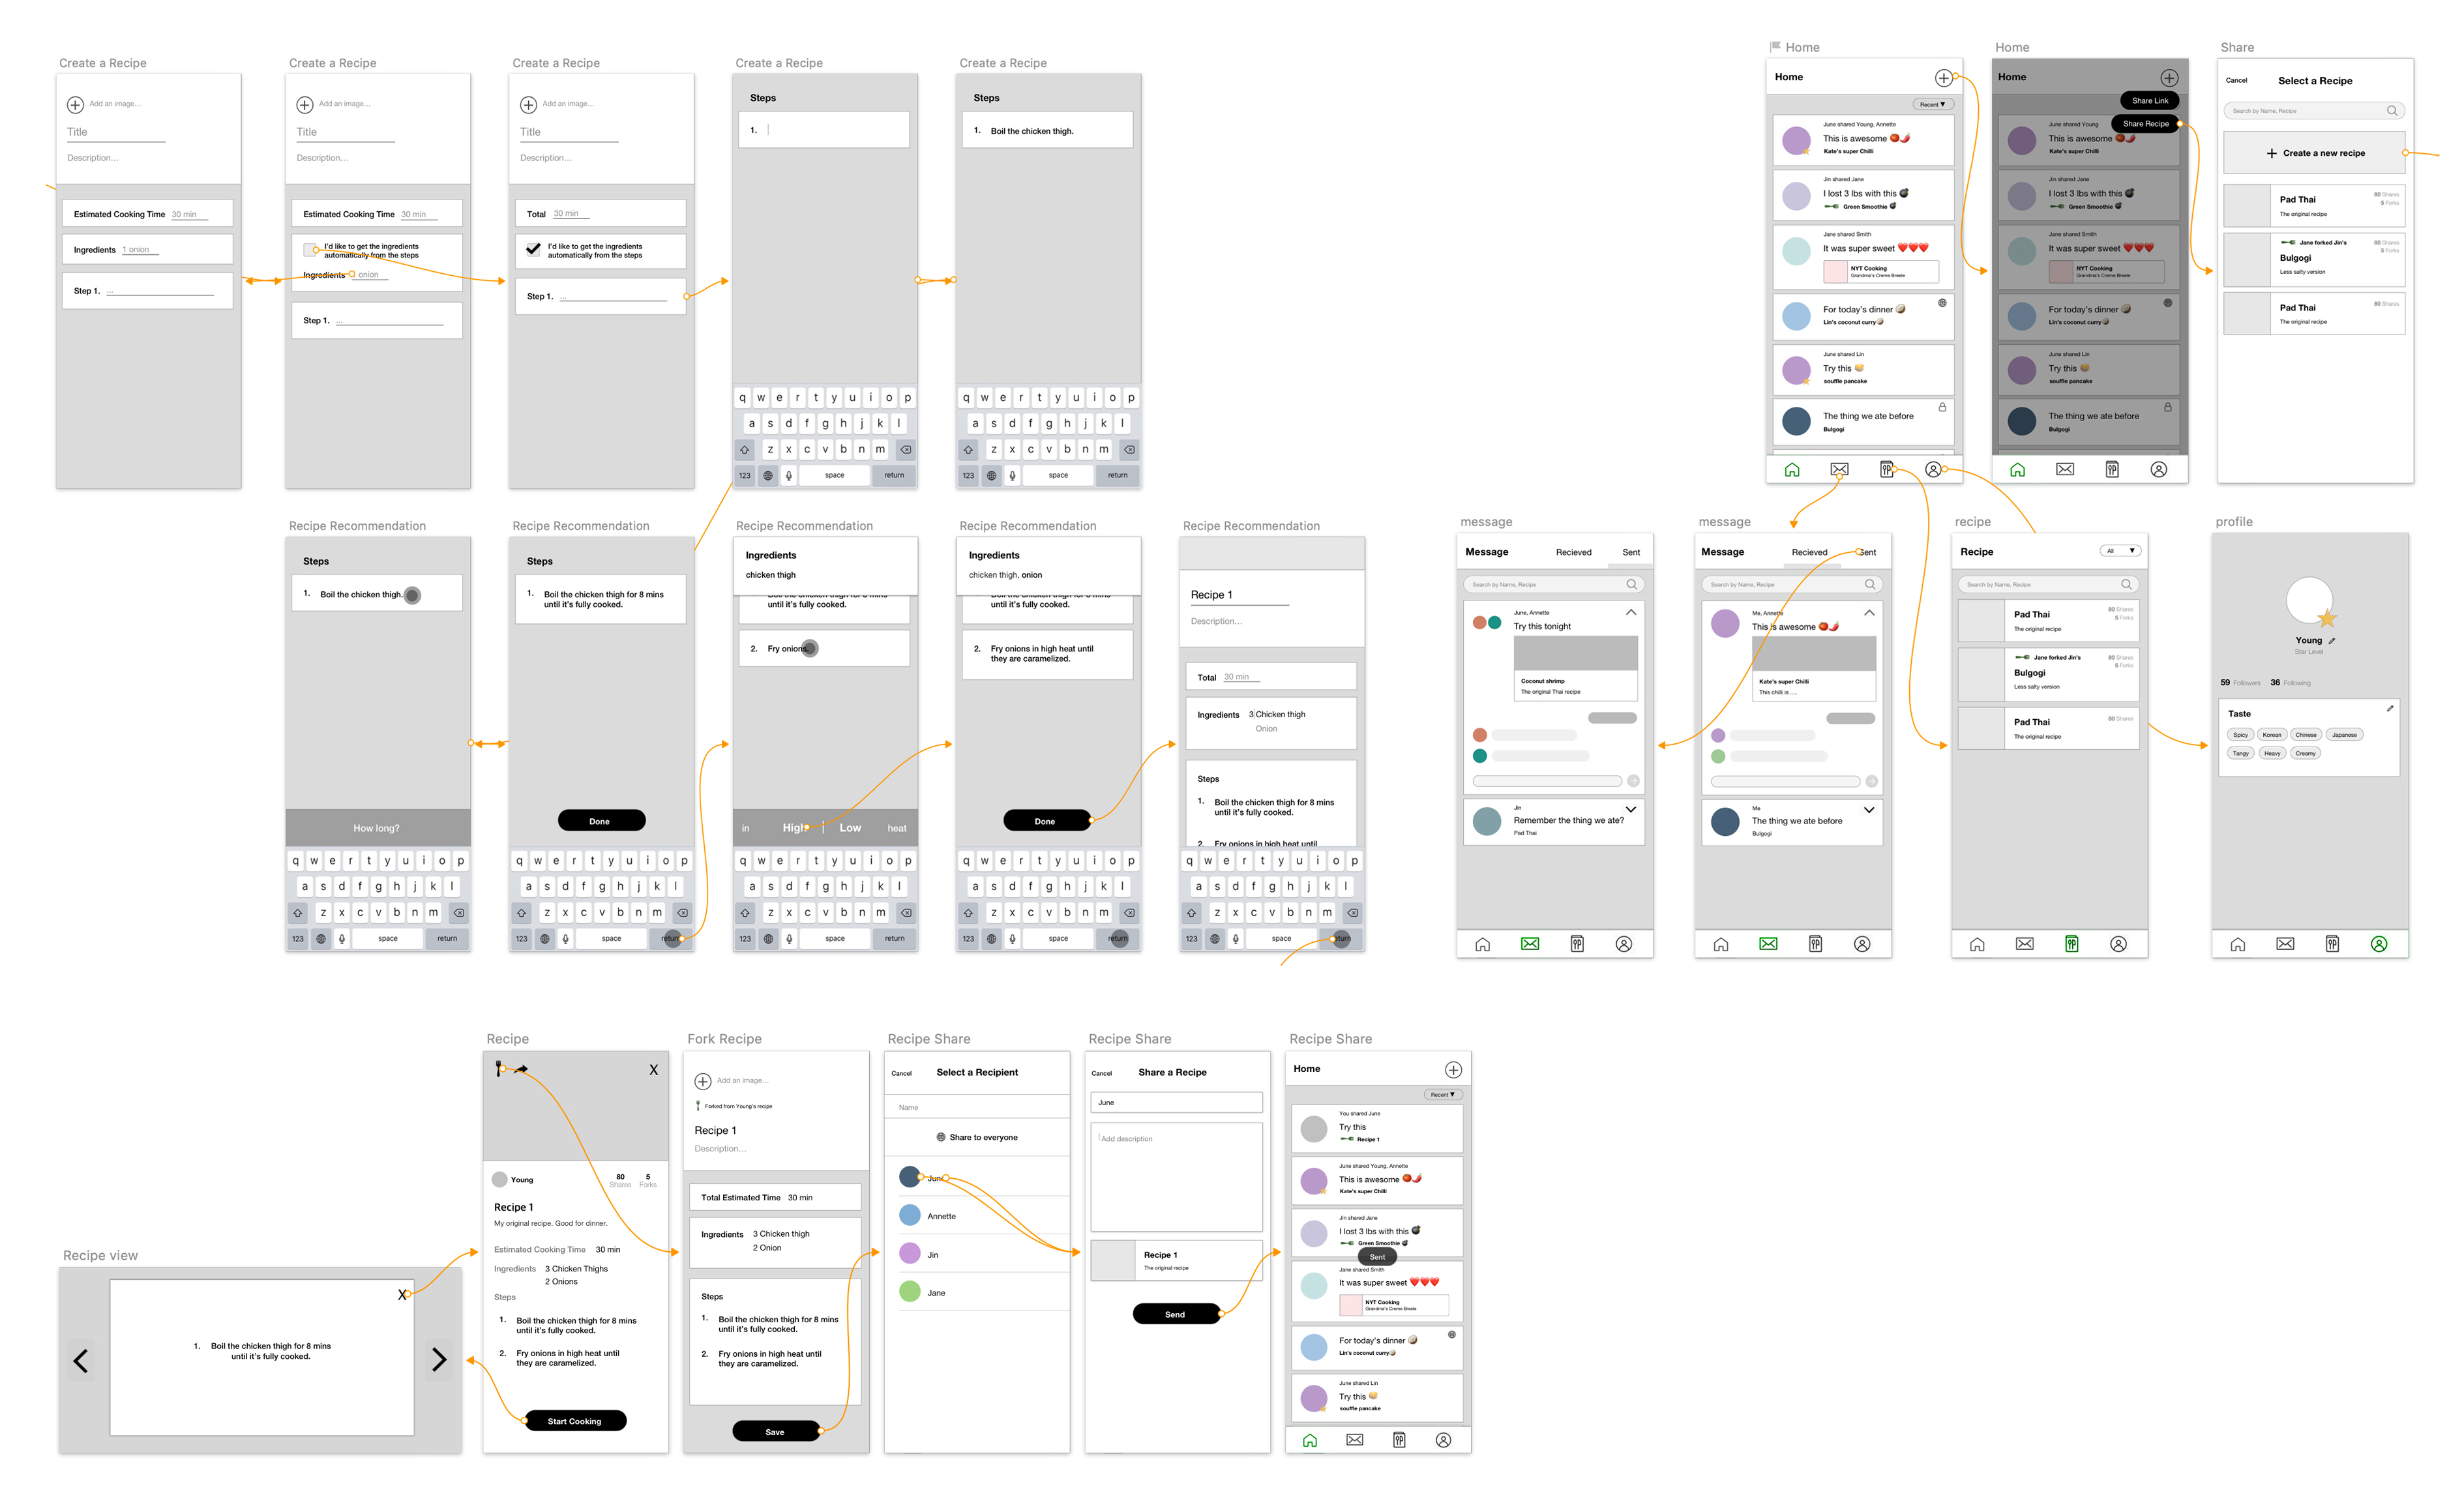 Create a Recipe
Add an image...
Title
Description...
Estimated Cooking Time 30 min
Ingredients 1 onion
Step 1. ...
Create a Recipe
Add an image...
Title
Description...
Estimated Cooking Time 30 min
I'd like to get the ingredients
automatically from the steps
Ingredients onion
Step 1. ...
Create a Recipe
Add an image...
Title
Description...
Total 30 min
I'd like to get the ingredients
automatically from the steps
Step 1. ...
Create a Recipe
Steps
1.
q w e r t y u i o p
a s d f g h j k l
z x c v b n m
123 space return
Create a Recipe
Steps
1. Boil the chicken thigh.
q w e r t y u i o p
a s d f g h j k l
z x c v b n m
123 space return
Home
Home
Recent ▼
June shared Young, Annette
This is awesome
Kate's super Chilli
Jin shared Jane
I lost 3 lbs with this
Green Smoothie
Jane shared Smith
It was super sweet ❤️❤️❤️
NYT Cooking
Grandma's Creme Breele
For today's dinner
Lin's coconut curry
June shared Lin
Try this
souffle pancake
The thing we ate before
Bulgogi
Home
Home
Share Link
Share Recipe
June shared Young
This is awesome
Kate's super Chilli
Jin shared Jane
I lost 3 lbs with this
Green Smoothie
Jane shared Smith
It was super sweet ❤️❤️❤️
NYT Cooking
Grandma's Creme Breele
For today's dinner
Lin's coconut curry
June shared Lin
Try this
souffle pancake
The thing we ate before
Bulgogi
Share
Cancel Select a Recipe
Search by Name, Recipe
+ Create a new recipe
Pad Thai
80 Shares
5 Forks
The original recipe
Jane forked Jin's
80 Shares
5 Forks
Bulgogi
Less salty version
Pad Thai
80 Shares
The original recipe
Recipe Recommendation
Steps
1. Boil the chicken thigh.
How long?
q w e r t y u i o p
a s d f g h j k l
z x c v b n m
123 space return
Recipe Recommendation
Steps
1. Boil the chicken thigh for 8 mins
until it's fully cooked.
Done
q w e r t y u i o p
a s d f g h j k l
z x c v b n m
123 space return
Recipe Recommendation
Ingredients
chicken thigh
Boil the chicken thigh for 8 mins
until it's fully cooked.
2. Fry onions.
in High | Low heat
q w e r t y u i o p
a s d f g h j k l
z x c v b n m
123 space return
Recipe Recommendation
Ingredients
chicken thigh, onion
Boil the chicken thigh for 8 mins
until it's fully cooked.
2. Fry onions in high heat until
they are caramelized.
Done
q w e r t y u i o p
a s d f g h j k l
z x c v b n m
123 space return
Recipe Recommendation
Recipe 1
Description...
Total 30 min
Ingredients 3 Chicken thigh
Onion
Steps
1. Boil the chicken thigh for 8 mins
until it's fully cooked.
2. Fry onions in high heat until
q w e r t y u i o p
a s d f g h j k l
z x c v b n m
123 space return
message
Message Recieved Sent
Search by Name, Recipe
June, Annette
Try this tonight
Coconut shrimp
The original Thai recipe
Jin
Remember the thing we ate?
Pad Thai
message
Message Recieved Sent
Search by Name, Recipe
Me, Annette
This is awesome
Kate's super Chilli
This chilli is ....
Me
The thing we ate before
Bulgogi
recipe
Recipe All ▼
Search by Name, Recipe
Pad Thai
80 Shares
5 Forks
The original recipe
Jane forked Jin's
80 Shares
5 Forks
Bulgogi
Less salty version
Pad Thai
80 Shares
The original recipe
profile
Young
Star Level
59 Followers 36 Following
Taste
Spicy Korean Chinese Japanese
Tangy Heavy Creamy
Recipe view
X
1. Boil the chicken thigh for 8 mins
until it's fully cooked.
Recipe
X
Young
80 5
Shares Forks
Recipe 1
My original recipe. Good for dinner.
Estimated Cooking Time 30 min
Ingredients 3 Chicken Thighs
2 Onions
Steps
1. Boil the chicken thigh for 8 mins
until it's fully cooked.
2. Fry onions in high heat until
they are caramelized.
Start Cooking
Fork Recipe
Add an image...
Forked from Young's recipe
Recipe 1
Description...
Total Estimated Time 30 min
Ingredients 3 Chicken thigh
2 Onion
Steps
1. Boil the chicken thigh for 8 mins
until it's fully cooked.
2. Fry onions in high heat until
they are caramelized.
Save
Recipe Share
Cancel Select a Recipient
Name
Share to everyone
June
Annette
Jin
Jane
Recipe Share
Cancel Share a Recipe
June
Add description
Recipe 1
The original recipe
Send
Recipe Share
Home
Recent ▼
You shared June
Try this
Recipe 1
June shared Young, Annette
This is awesome
Kate's super Chilli
Jin shared Jane
I lost 3 lbs with this
Green Smoothie
Sent
Jane shared Smith
It was super sweet ❤️❤️❤️
NYT Cooking
Grandma's Creme Breele
For today's dinner
Lin's coconut curry
June shared Lin
Try this
souffle pancake